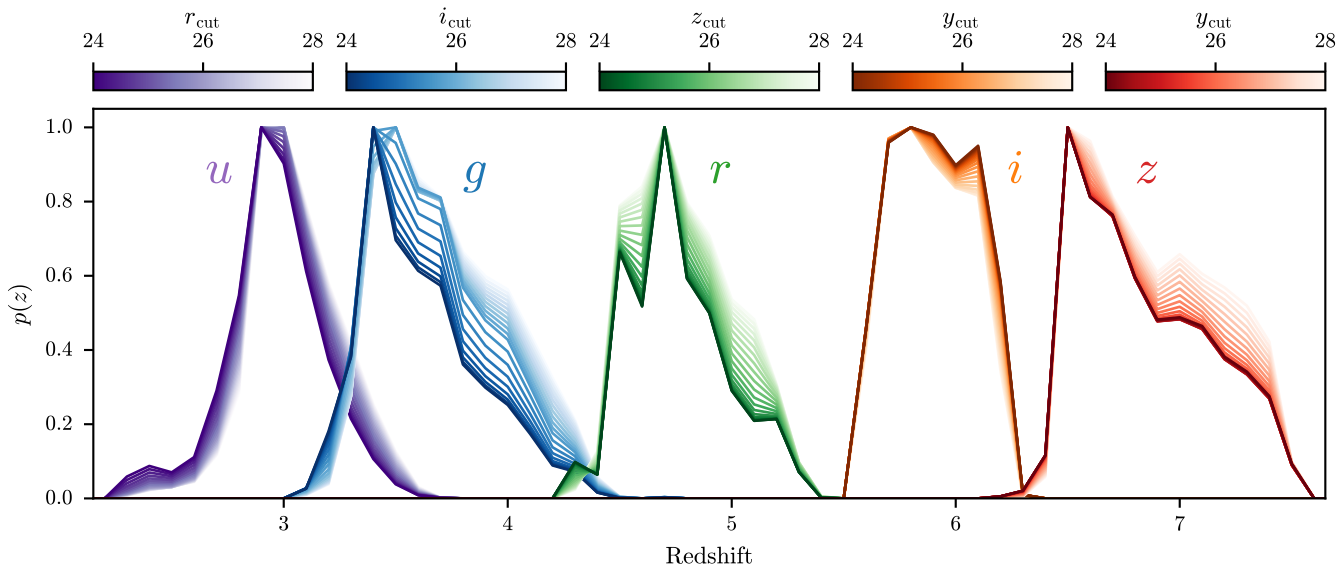 r_cut i_cut z_cut y_cut y_cut
24 26 28 24 26 28 24 26 28 24 26 28 24 26 28
1.0
u g r i z
0.8
0.6
p(z)
0.4
0.2
0.0
3 4 5 6 7
Redshift